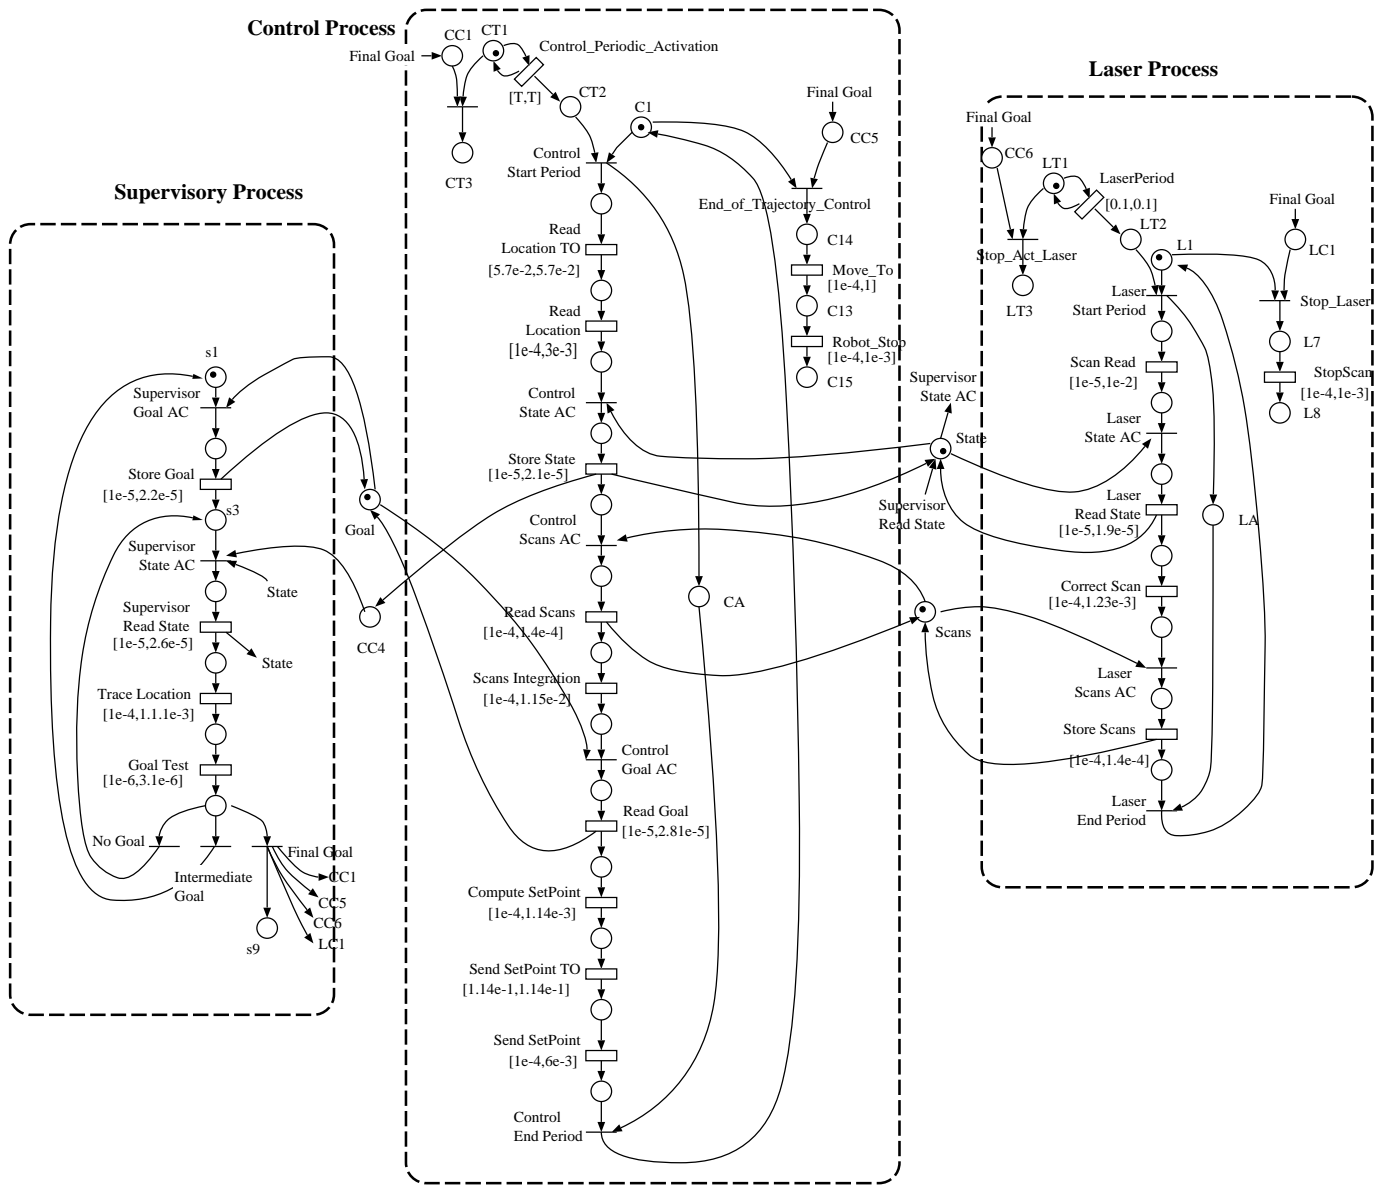 Control Process
CC1
CT1
Final Goal
Control_Periodic_Activation
[T,T]
CT2
CT3
C1
Final Goal
CC5
Control
Start Period
End_of_Trajectory_Control
Read
Location TO
[5.7e-2,5.7e-2]
C14
Move_To
[1e-4,1]
C13
Read
Location
[1e-4,3e-3]
Robot_Stop
[1e-4,1e-3]
C15
Control
State AC
Store State
[1e-5,2.1e-5]
Control
Scans AC
Read Scans
[1e-4,1.4e-4]
CA
Scans Integration
[1e-4,1.15e-2]
Control
Goal AC
Read Goal
[1e-5,2.81e-5]
Compute SetPoint
[1e-4,1.14e-3]
Send SetPoint TO
[1.14e-1,1.14e-1]
Send SetPoint
[1e-4,6e-3]
Control
End Period
Supervisory Process
s1
Supervisor
Goal AC
Store Goal
[1e-5,2.2e-5]
s3
Supervisor
State AC
State
Supervisor
Read State
[1e-5,2.6e-5]
State
Trace Location
[1e-4,1.1.1e-3]
Goal Test
[1e-6,3.1e-6]
No Goal
Intermediate
Goal
Final Goal
CC1
CC5
CC6
LC1
s9
Goal
CC4
Supervisor
State AC
State
Supervisor
Read State
Scans
Laser Process
Final Goal
CC6
LT1
LaserPeriod
[0.1,0.1]
LT2
Stop_Act_Laser
LT3
L1
Final Goal
LC1
Laser
Start Period
Stop_Laser
L7
Scan Read
[1e-5,1e-2]
StopScan
[1e-4,1e-3]
L8
Laser
State AC
Laser
Read State
[1e-5,1.9e-5]
LA
Correct Scan
[1e-4,1.23e-3]
Laser
Scans AC
Store Scans
[1e-4,1.4e-4]
Laser
End Period